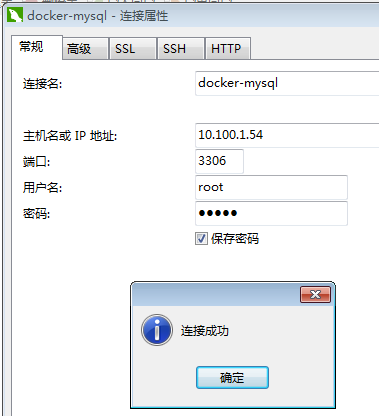 docker-mysql - 连接属性
常规 高级 SSL SSH HTTP
连接名: docker-mysql
主机名或 IP 地址: 10.100.1.54
端口: 3306
用户名: root
密码: ●●●●●
保存密码
连接成功
确定